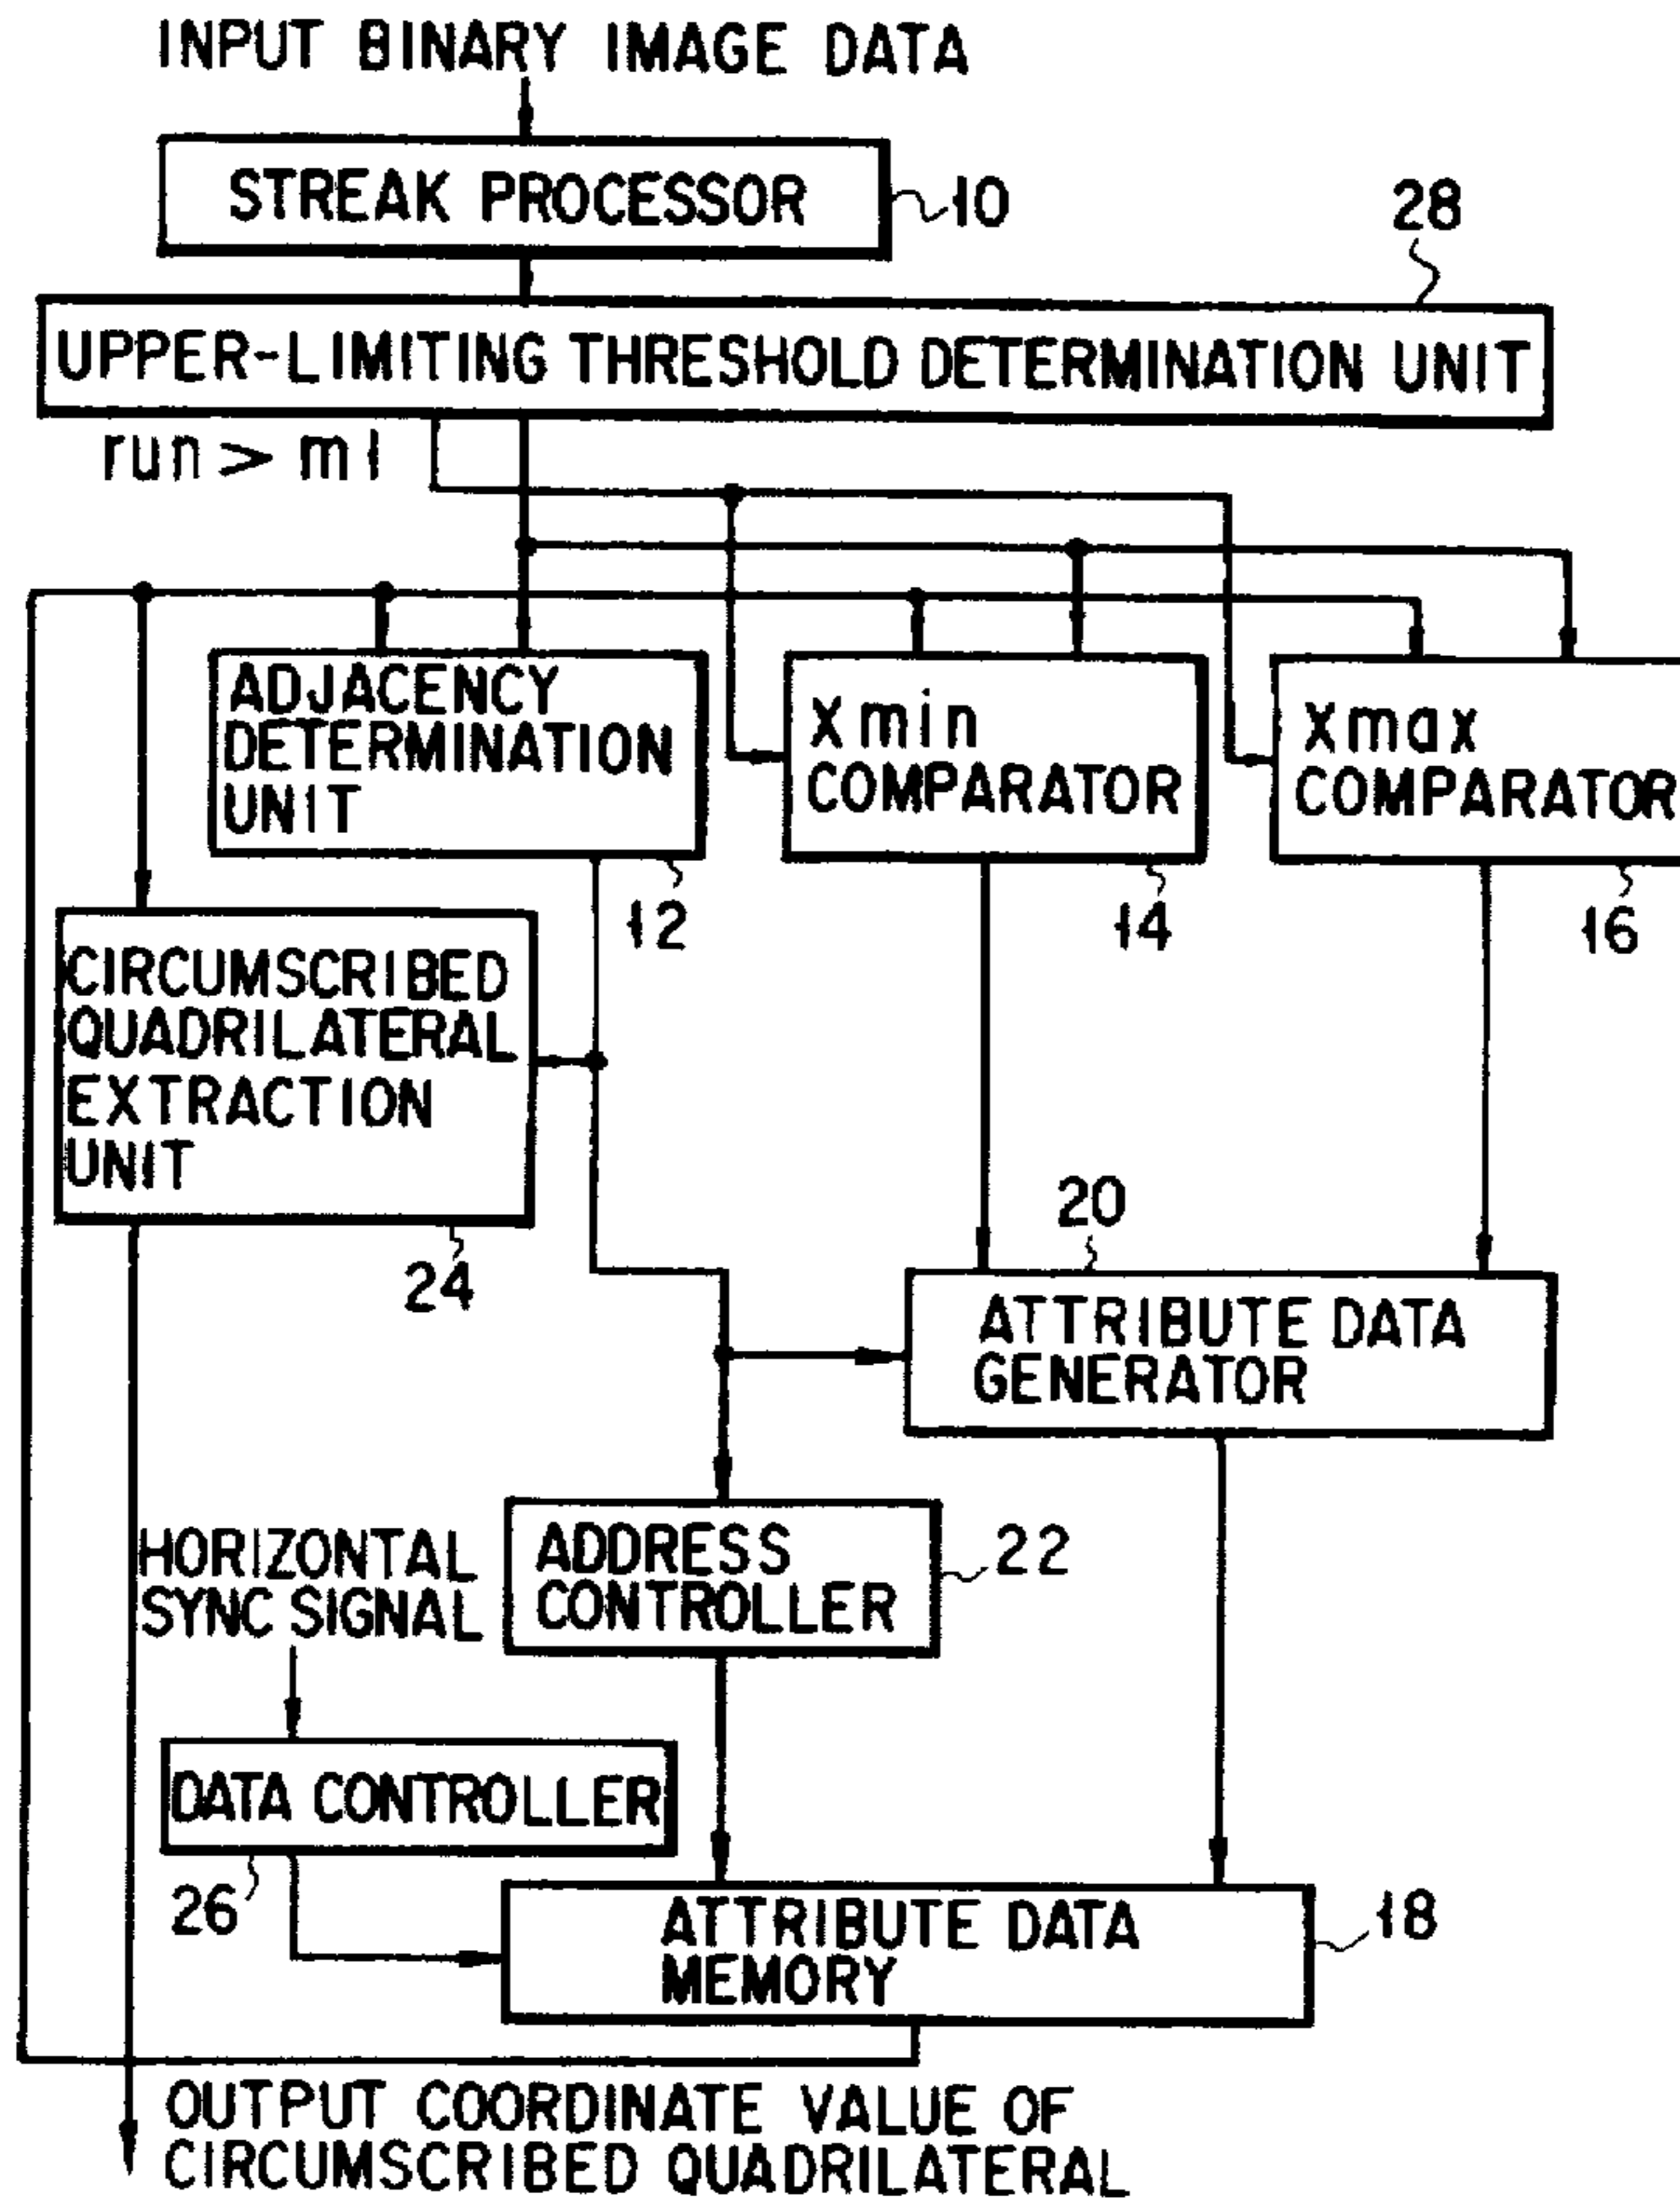 INPUT BINARY IMAGE DATA
STREAK PROCESSOR
10
28
UPPER-LIMITING THRESHOLD DETERMINATION UNIT
run > m1
ADJACENCY
DETERMINATION
UNIT
12
Xmin
COMPARATOR
14
Xmax
COMPARATOR
16
CIRCUMSCRIBED
QUADRILATERAL
EXTRACTION
UNIT
24
20
ATTRIBUTE DATA
GENERATOR
HORIZONTAL
SYNC SIGNAL
ADDRESS
CONTROLLER
22
DATA CONTROLLER
26
ATTRIBUTE DATA
MEMORY
18
OUTPUT COORDINATE VALUE OF
CIRCUMSCRIBED QUADRILATERAL